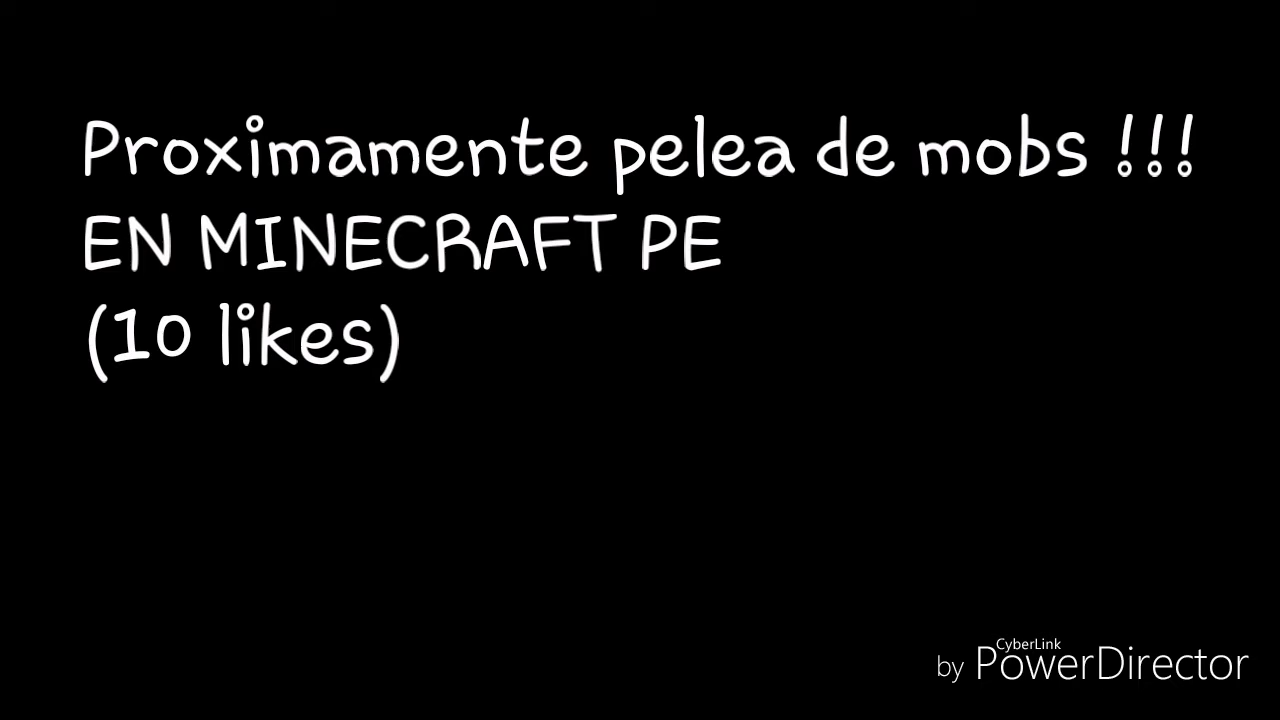 Proximamente pelea de mobs !!!
EN MINECRAFT PE
(10 likes)
by CyberLink PowerDirector